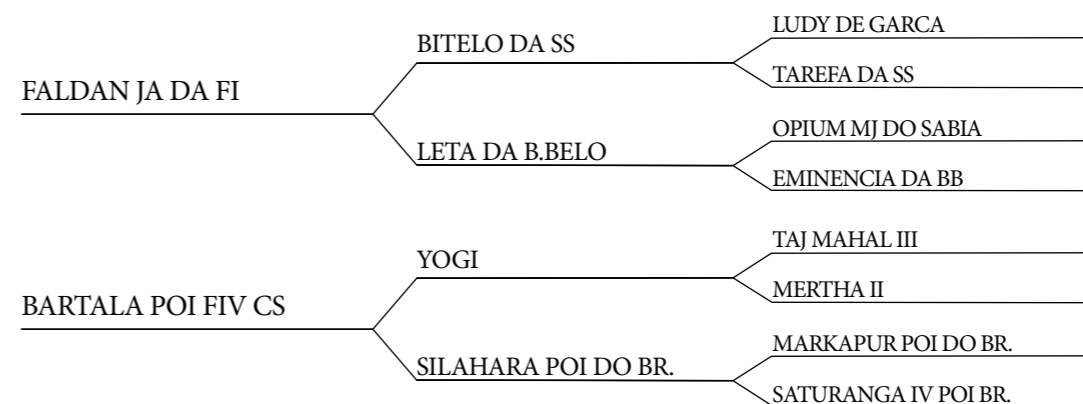 LUDY DE GARCA
BITELO DA SS
TAREFA DA SS
FALDAN JA DA FI
OPIUM MJ DO SABIA
LETA DA B.BELO
EMINENCIA DA BB
TAJ MAHAL III
YOGI
MERTHA II
BARTALA POI FIV CS
MARKAPUR POI DO BR.
SILAHARA POI DO BR.
SATURANGA IV POI BR.